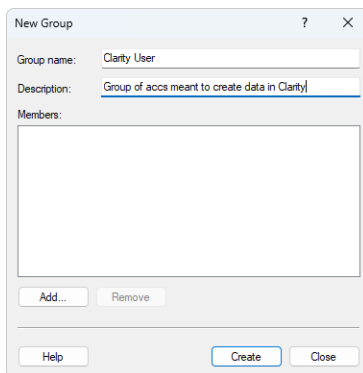 New Group ? ×
Group name: Clarity User
Description: Group of accs meant to create data in Clarity
Members:
Add... Remove
Help Create Close